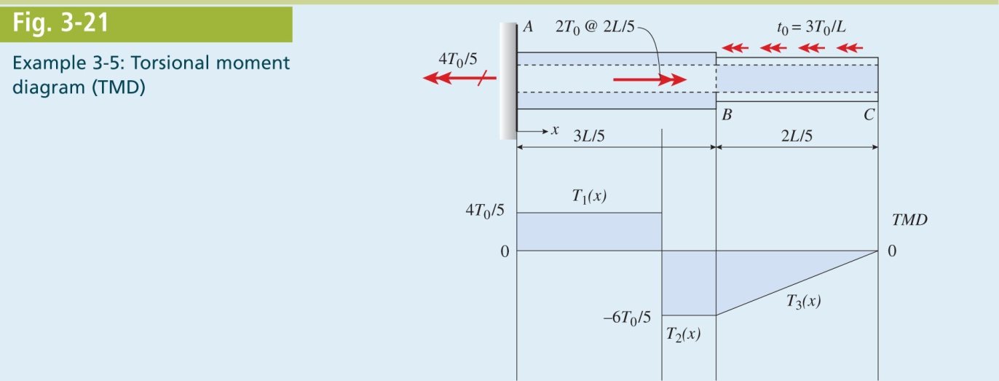 Fig. 3-21
Example 3-5: Torsional moment
diagram (TMD)
A
2T₀ @ 2L/5
t₀ = 3T₀/L
4T₀/5
B
C
x
3L/5
2L/5
T₁(x)
4T₀/5
TMD
0
0
T₃(x)
–6T₀/5
T₂(x)